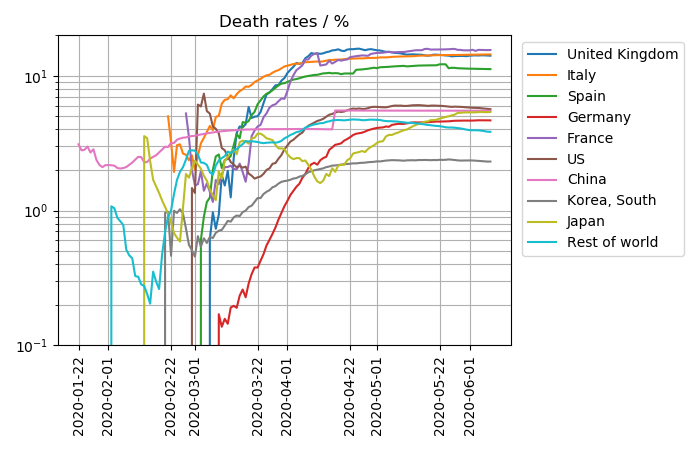 Death rates / %
10¹
10⁰
10⁻¹
2020-01-22
2020-02-01
2020-02-22
2020-03-01
2020-03-22
2020-04-01
2020-04-22
2020-05-01
2020-05-22
2020-06-01
United Kingdom
Italy
Spain
Germany
France
US
China
Korea, South
Japan
Rest of world